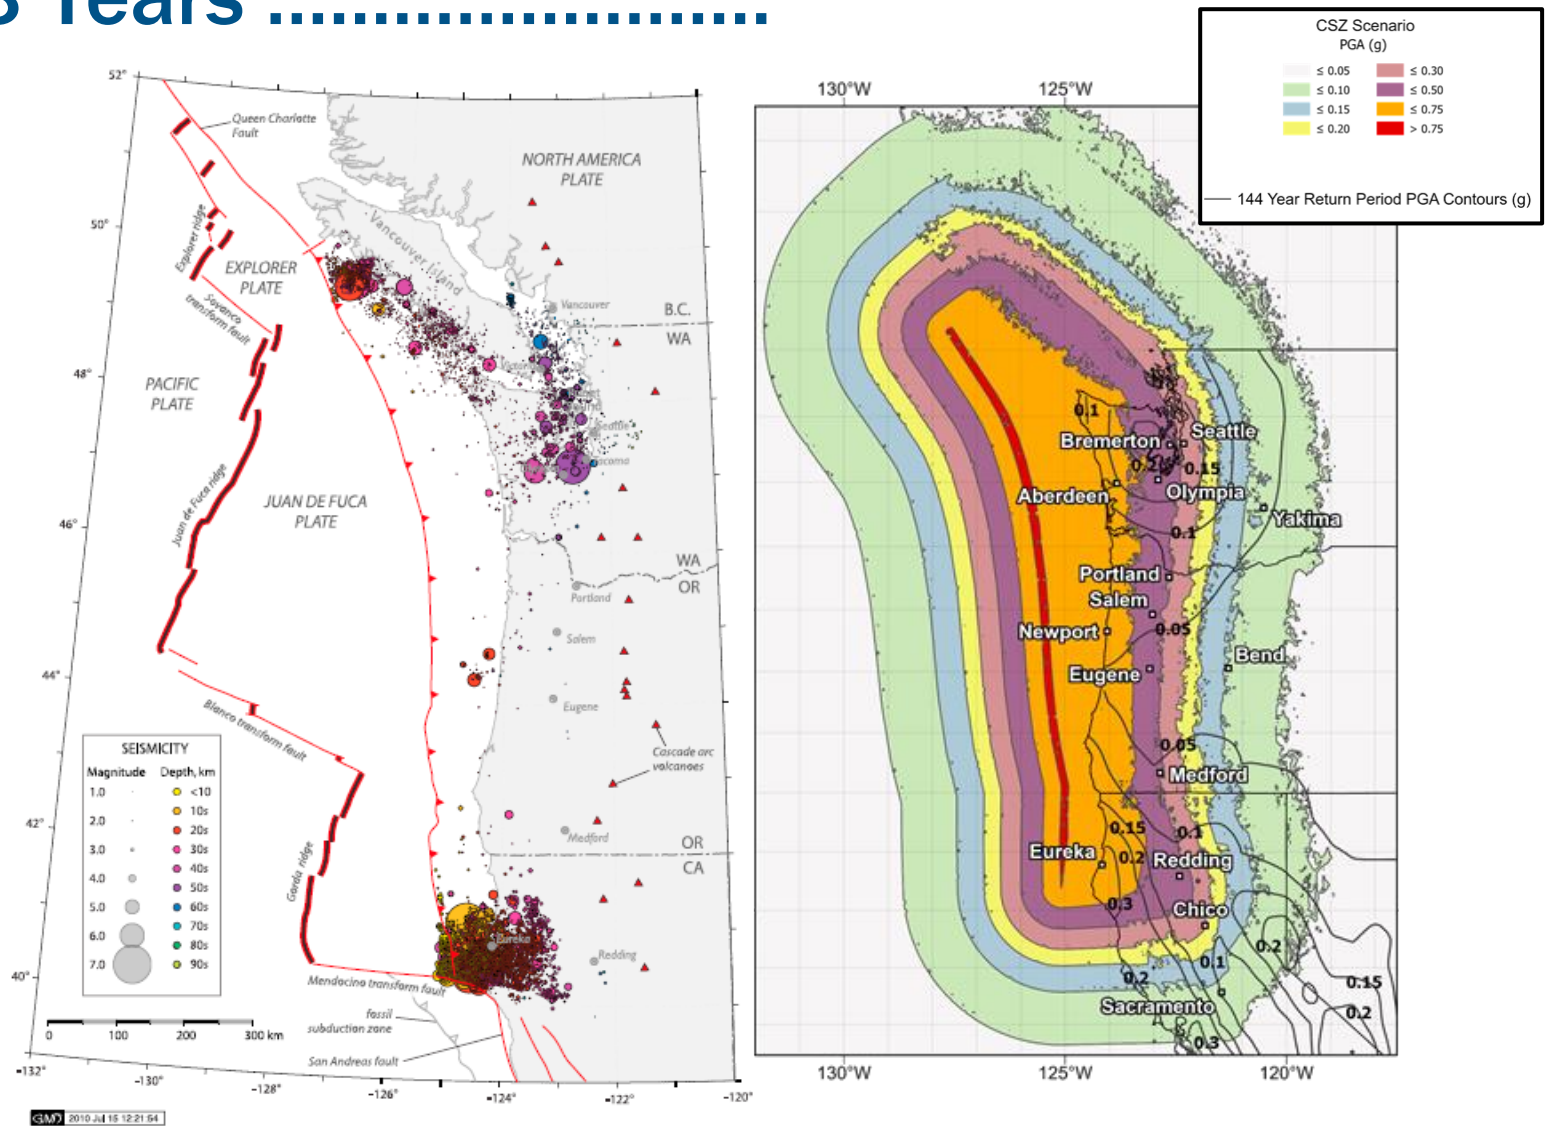 Years ........................
52°
50°
48°
46°
44°
42°
40°
-132°
-130°
-128°
-126°
-124°
-122°
-120°
Queen Charlotte
Fault
NORTH AMERICA
PLATE
Explorer ridge
EXPLORER
PLATE
Vancouver Island
Sovanco
transform fault
Vancouver
B.C.
WA
Victoria
PACIFIC
PLATE
Seattle
Juan de Fuca ridge
JUAN DE FUCA
PLATE
WA
OR
Portland
Salem
Eugene
Blanco transform fault
Cascade arc
volcanoes
Medford
OR
CA
SEISMICITY
Magnitude Depth, km
1.0 <10
2.0 10s
20s
3.0 30s
4.0 40s
50s
5.0 60s
6.0 70s
80s
7.0 90s
Gorda ridge
Eureka
Redding
Mendocino transform fault
fossil
subduction zone
San Andreas fault
0 100 200 300 km
GMD 2010 Jul 15 12:21:54
CSZ Scenario
PGA (g)
≤ 0.05 ≤ 0.30
≤ 0.10 ≤ 0.50
≤ 0.15 ≤ 0.75
≤ 0.20 > 0.75
144 Year Return Period PGA Contours (g)
130°W 125°W
0.1
Bremerton Seattle
0.2 0.15
Aberdeen Olympia
Yakima
0.1
Portland
Salem
Newport 0.05
Bend
Eugene
0.05
Medford
0.15 0.1
Eureka 0.2 Redding
0.3 Chico
0.2
0.1
0.2 0.15
Sacramento 0.2
0.3
130°W 125°W 120°W